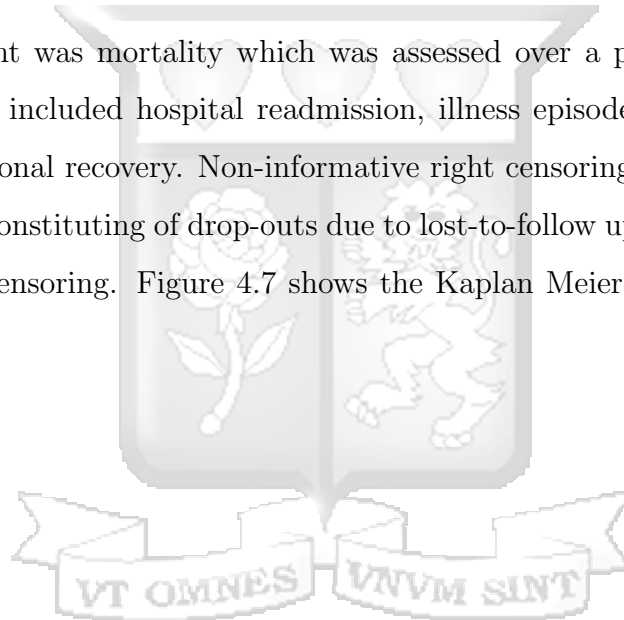 nt was mortality which was assessed over a p
included hospital readmission, illness episode
onal recovery. Non-informative right censoring
onstituting of drop-outs due to lost-to-follow up
ensoring. Figure 4.7 shows the Kaplan Meier
VT OMNES VNVM SINT